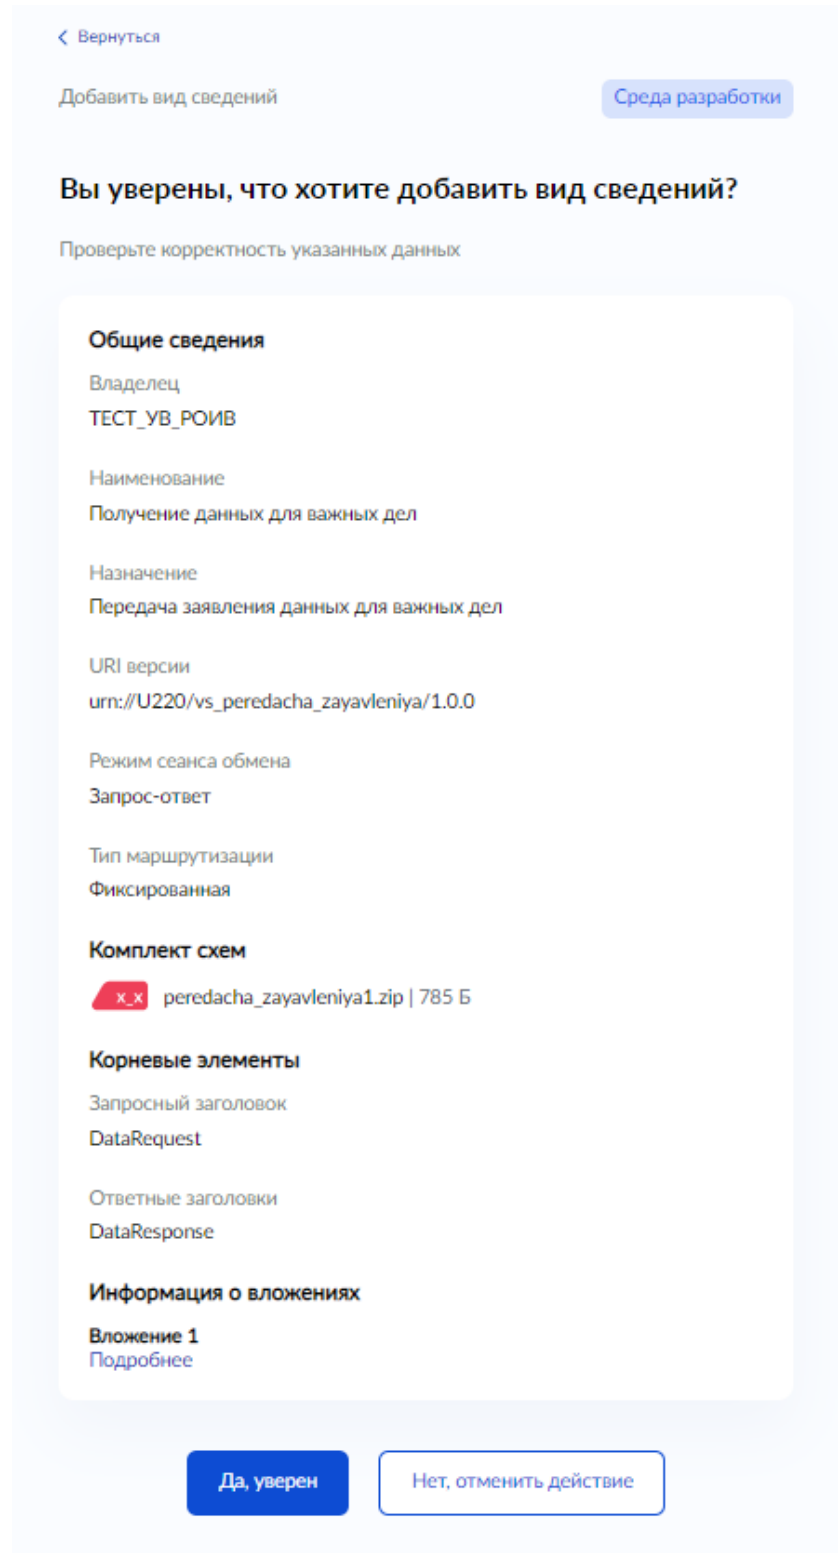 Вернуться
Добавить вид сведений
Среда разработки
Вы уверены, что хотите добавить вид сведений?
Проверьте корректность указанных данных
Общие сведения
Владелец
ТЕСТ_УВ_РОИВ
Наименование
Получение данных для важных дел
Назначение
Передача заявления данных для важных дел
URI версии
urn://U220/vs_peredacha_zayavleniya/1.0.0
Режим сеанса обмена
Запрос-ответ
Тип маршрутизации
Фиксированная
Комплект схем
x_x peredacha_zayavleniya1.zip | 785 Б
Корневые элементы
Запросный заголовок
DataRequest
Ответные заголовки
DataResponse
Информация о вложениях
Вложение 1
Подробнее
Да, уверен
Нет, отменить действие